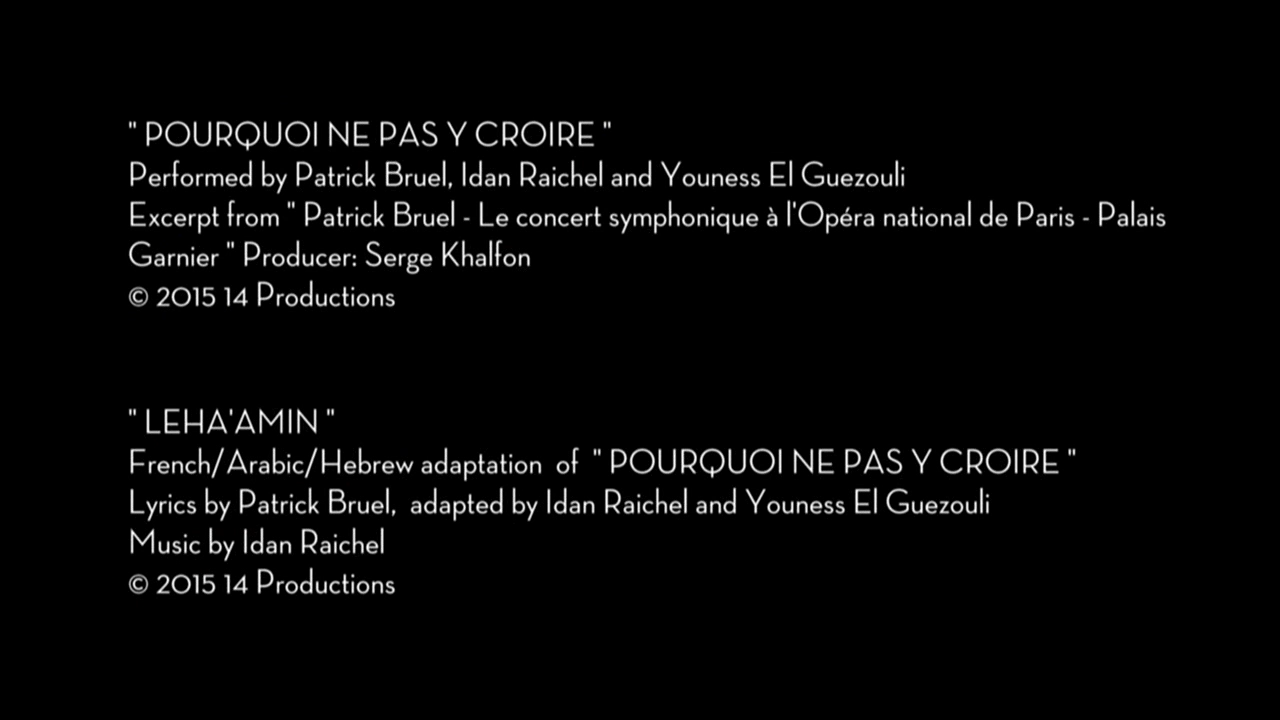 " POURQUOI NE PAS Y CROIRE "
Performed by Patrick Bruel, Idan Raichel and Youness El Guezouli
Excerpt from " Patrick Bruel - Le concert symphonique à l'Opéra national de Paris - Palais
Garnier " Producer: Serge Khalfon
© 2015 14 Productions
" LEHA'AMIN "
French/Arabic/Hebrew adaptation of " POURQUOI NE PAS Y CROIRE "
Lyrics by Patrick Bruel, adapted by Idan Raichel and Youness El Guezouli
Music by Idan Raichel
© 2015 14 Productions